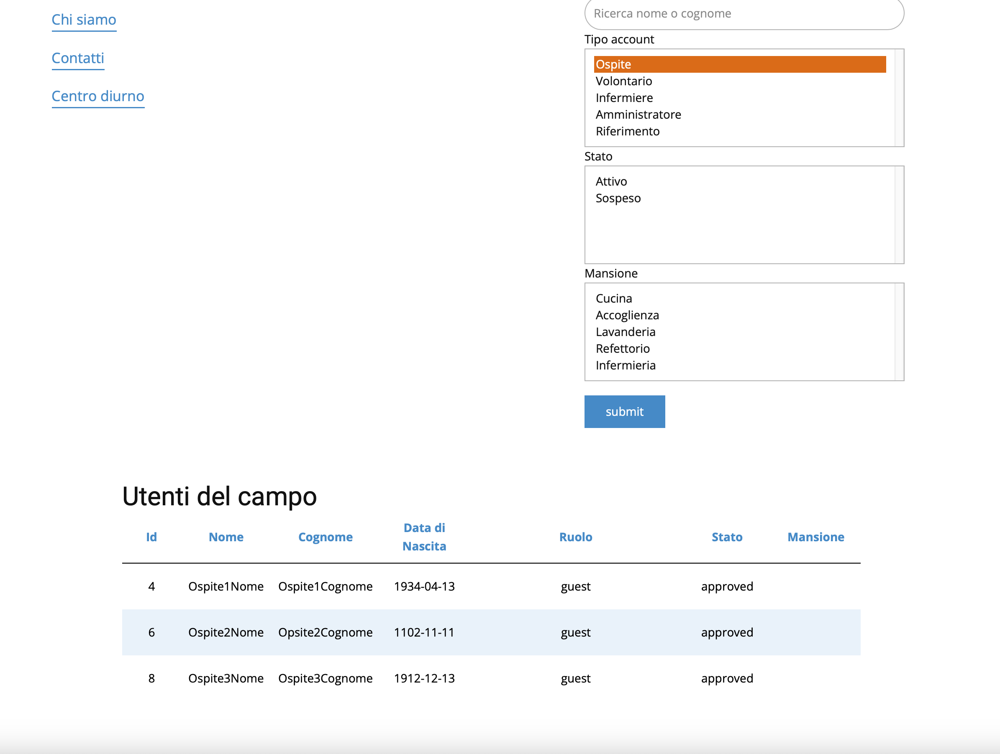 Chi siamo
Contatti
Centro diurno
Ricerca nome o cognome
Tipo account
Ospite
Volontario
Infermiere
Amministratore
Riferimento
Stato
Attivo
Sospeso
Mansione
Cucina
Accoglienza
Lavanderia
Refettorio
Infermieria
submit
Utenti del campo
Id Nome Cognome Data di Nascita Ruolo Stato Mansione
4 Ospite1Nome Ospite1Cognome 1934-04-13 guest approved
6 Ospite2Nome Opsite2Cognome 1102-11-11 guest approved
8 Ospite3Nome Ospite3Cognome 1912-12-13 guest approved